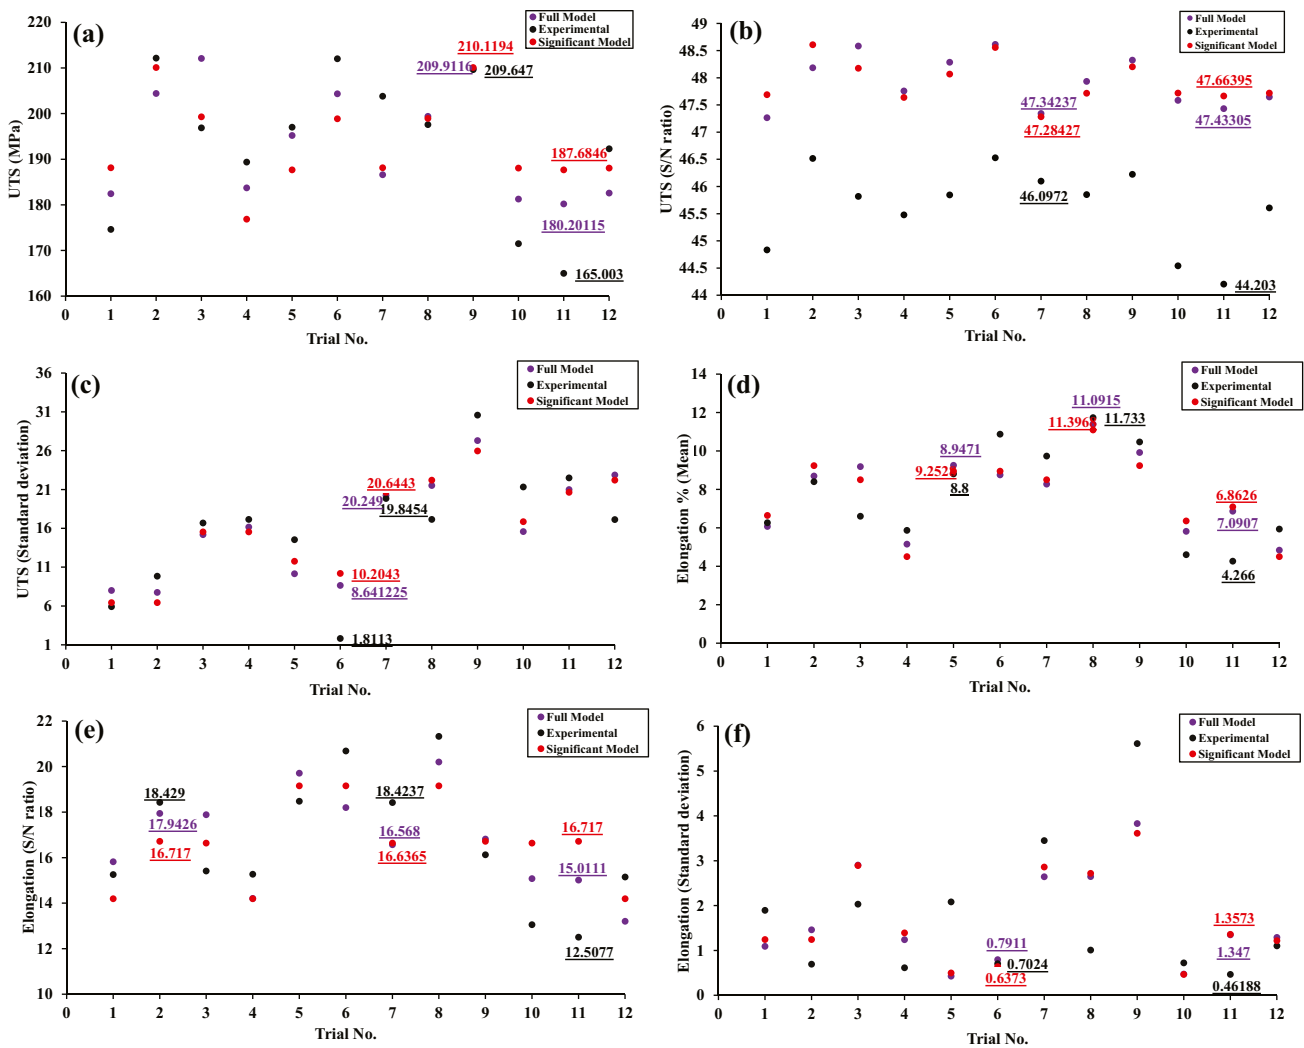 (a)
Full Model
Experimental
Significant Model
UTS (MPa)
220
210
200
190
180
170
160
210.1194
209.9116
209.647
187.6846
180.20115
165.003
0 1 2 3 4 5 6 7 8 9 10 11 12
Trial No.
(b)
Full Model
Experimental
Significant Model
UTS (S/N ratio)
49
48.5
48
47.5
47
46.5
46
45.5
45
44.5
44
47.34237
47.28427
46.0972
47.66395
47.43305
44.203
0 1 2 3 4 5 6 7 8 9 10 11 12
Trial No.
(c)
Full Model
Experimental
Significant Model
UTS (Standard deviation)
36
31
26
21
16
11
6
1
20.6443
20.249
19.8454
10.2043
8.641225
1.8113
0 1 2 3 4 5 6 7 8 9 10 11 12
Trial No.
(d)
Full Model
Experimental
Significant Model
Elongation % (Mean)
14
12
10
8
6
4
2
0
11.0915
11.733
11.396
8.9471
9.252
8.8
6.8626
7.0907
4.266
0 1 2 3 4 5 6 7 8 9 10 11 12
Trial No.
(e)
Full Model
Experimental
Significant Model
Elongation (S/N ratio)
22
20
18
16
14
12
10
18.429
17.9426
16.717
18.4237
16.568
16.6365
16.717
15.0111
12.5077
0 1 2 3 4 5 6 7 8 9 10 11 12
Trial No.
(f)
Full Model
Experimental
Significant Model
Elongation (Standard deviation)
6
5
4
3
2
1
0
0.7911
0.7024
0.6373
1.3573
1.347
0.46188
0 1 2 3 4 5 6 7 8 9 10 11 12
Trial No.